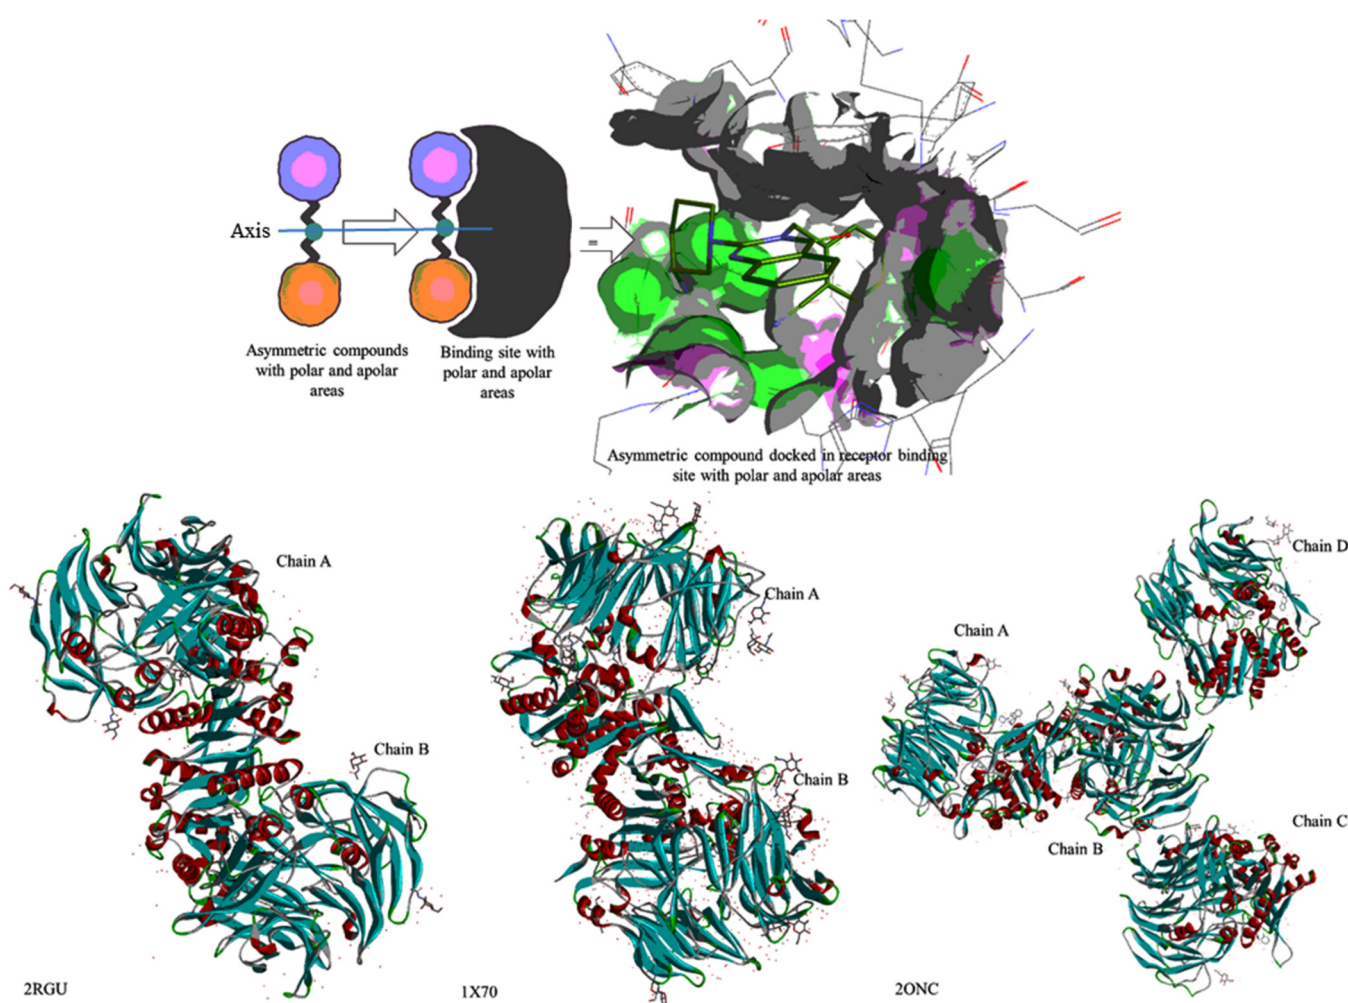 Axis
=
Asymmetric compounds
with polar and apolar
areas
Binding site with
polar and apolar
areas
Asymmetric compound docked in receptor binding
site with polar and apolar areas
Chain A
Chain B
2RGU
Chain A
Chain B
1X70
Chain A
Chain B
Chain D
Chain C
2ONC